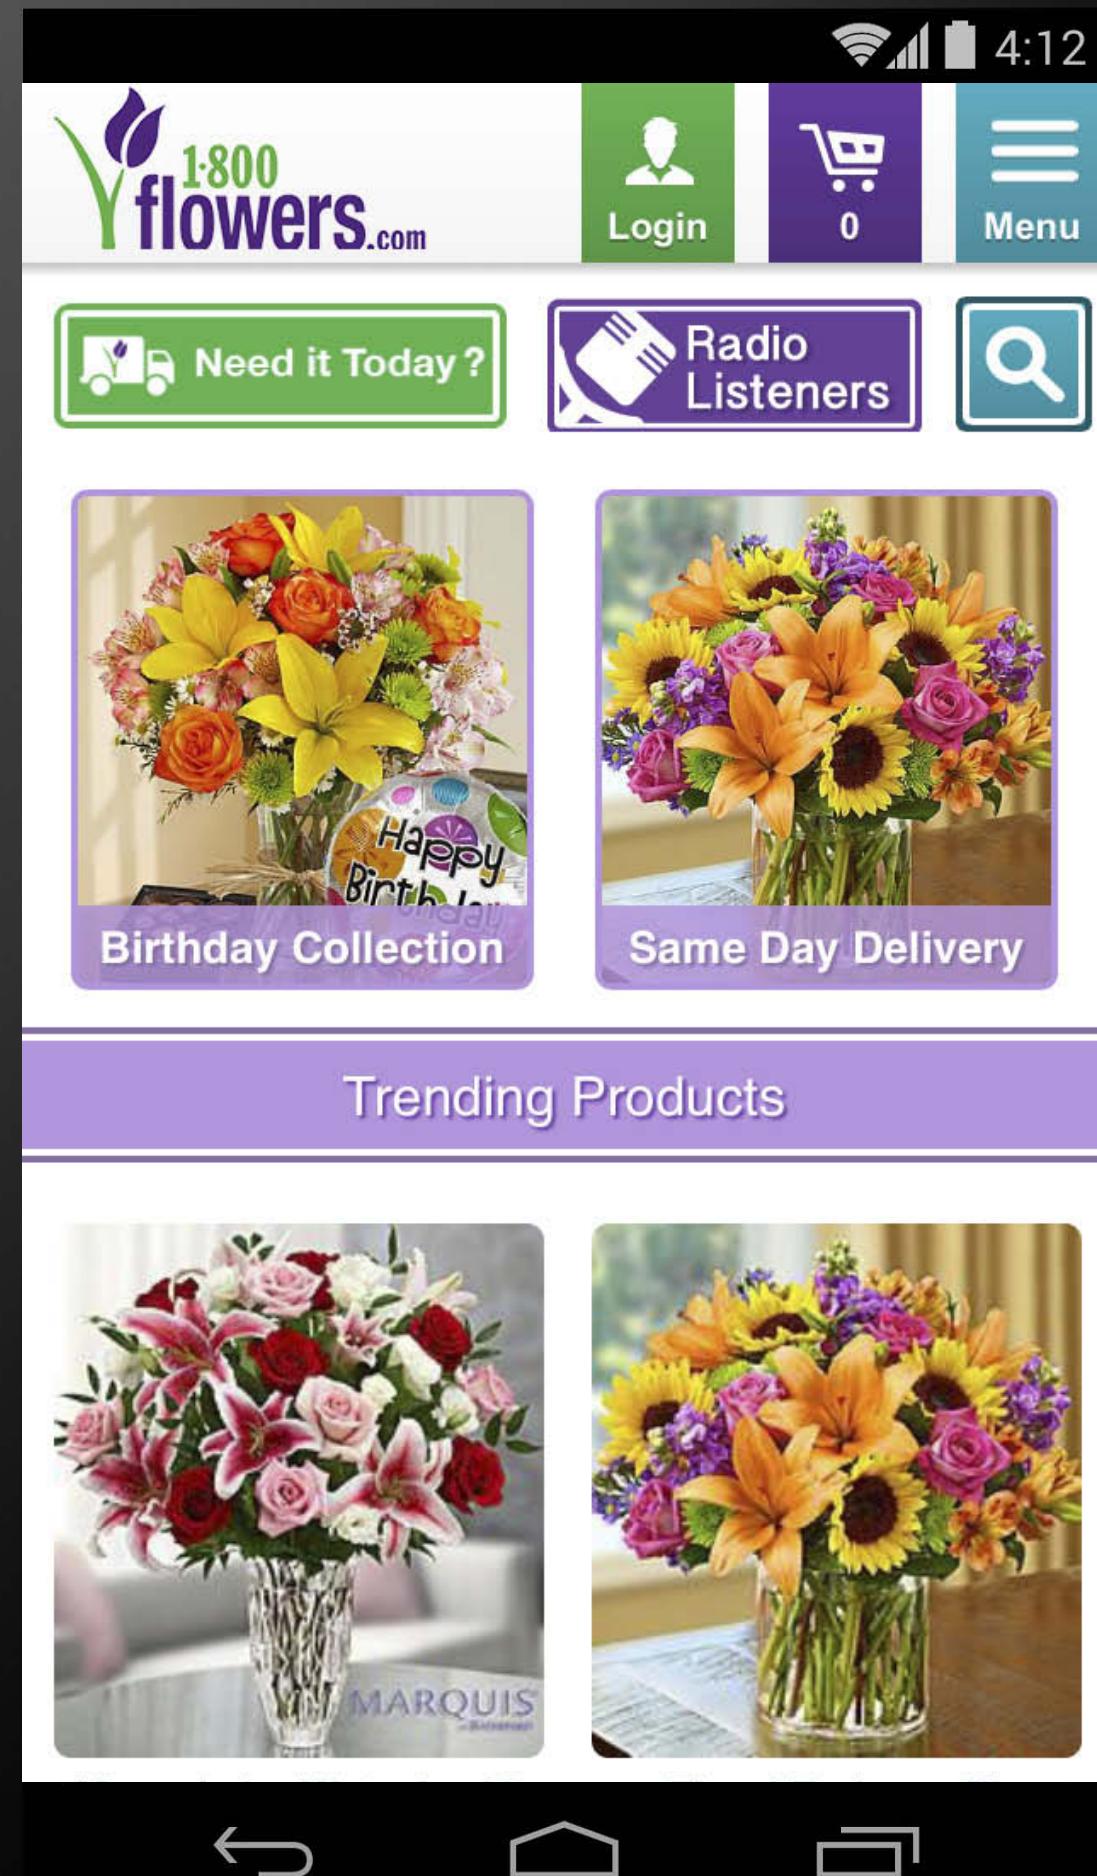 4:12
1·800
flowers.com
Login
0
Menu
Need it Today?
Radio
Listeners
Happy
Birthday
Birthday Collection
Same Day Delivery
Trending Products
MARQUIS